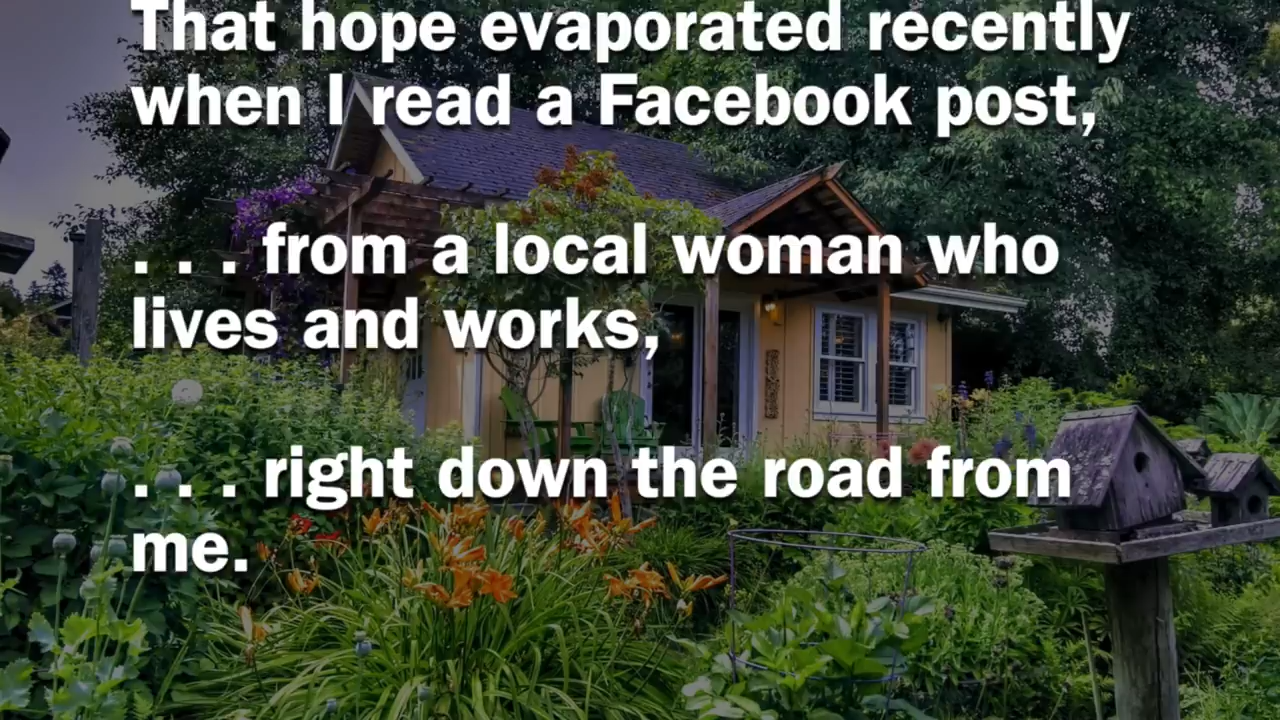 That hope evaporated recently
when I read a Facebook post,
. . . from a local woman who
lives and works,
. . . right down the road from
me.